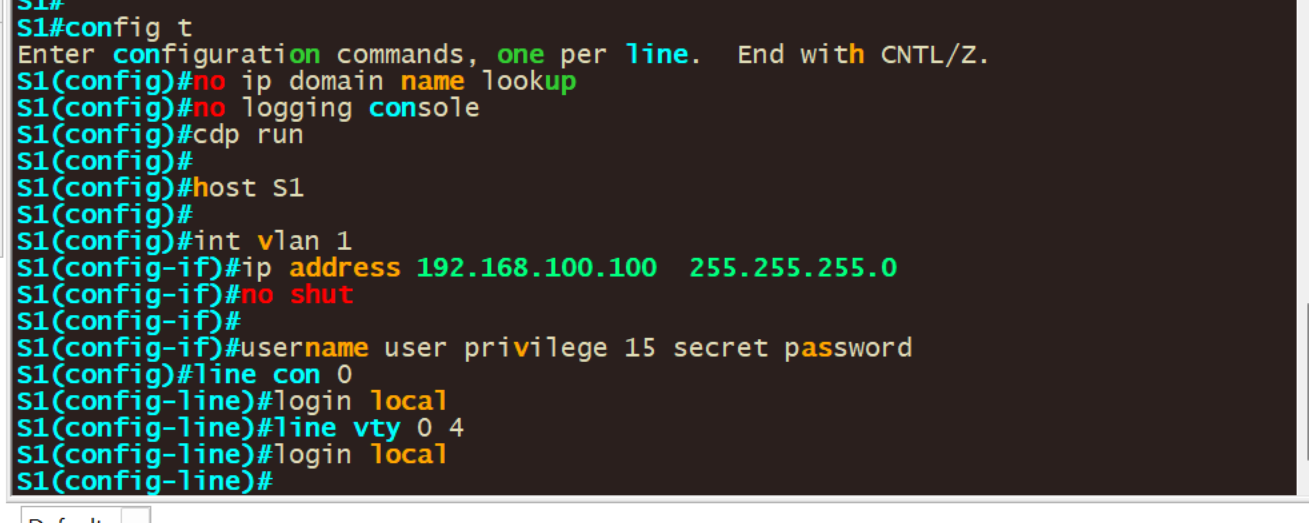 S1#
S1#config t
Enter configuration commands, one per line.  End with CNTL/Z.
S1(config)#no ip domain name lookup
S1(config)#no logging console
S1(config)#cdp run
S1(config)#
S1(config)#host S1
S1(config)#
S1(config)#int vlan 1
S1(config-if)#ip address 192.168.100.100  255.255.255.0
S1(config-if)#no shut
S1(config-if)#
S1(config-if)#username user privilege 15 secret password
S1(config)#line con 0
S1(config-line)#login local
S1(config-line)#line vty 0 4
S1(config-line)#login local
S1(config-line)#